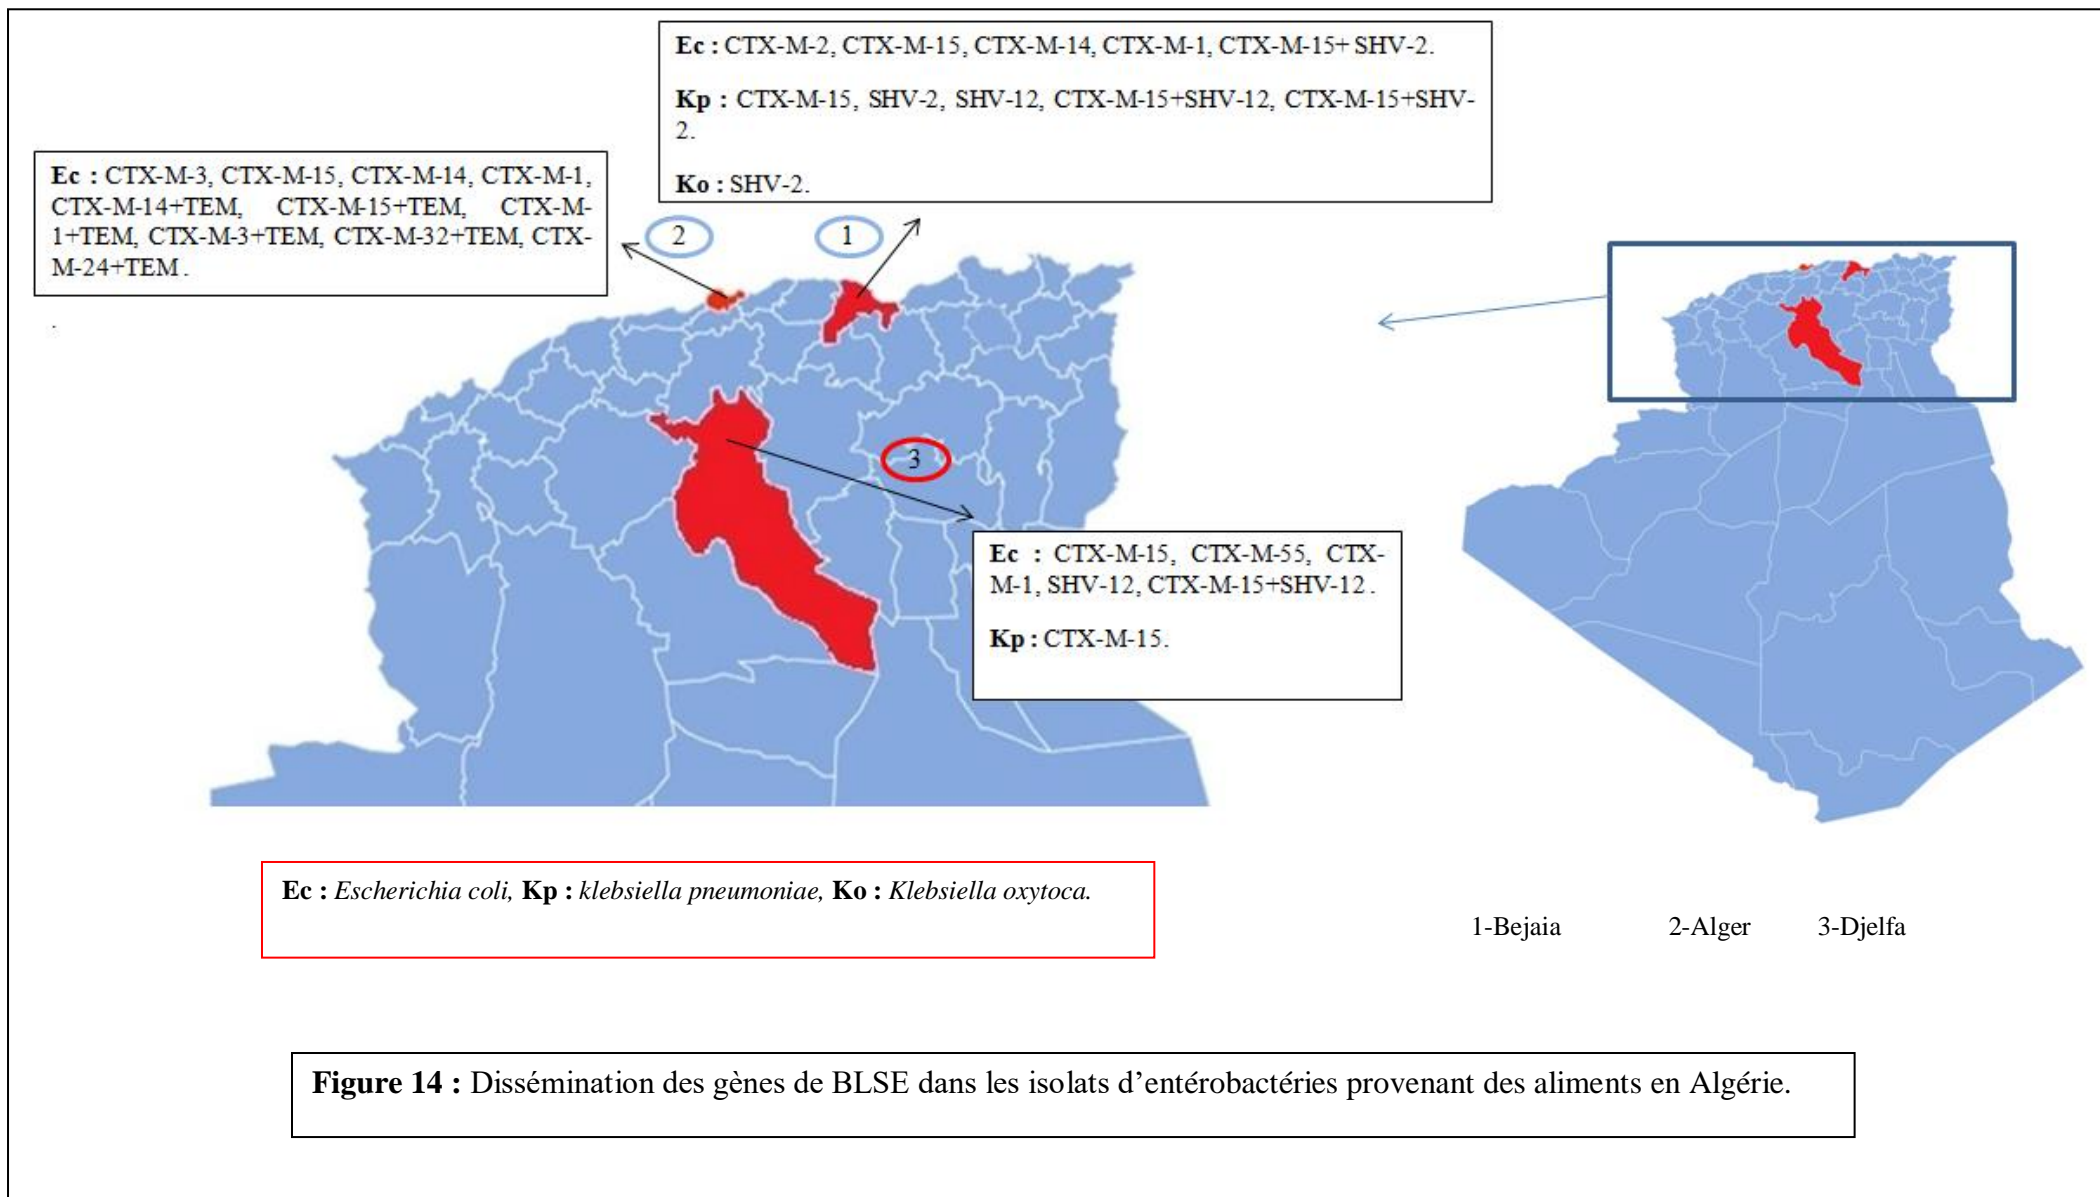 Ec : CTX-M-2, CTX-M-15, CTX-M-14, CTX-M-1, CTX-M-15+ SHV-2.
Kp : CTX-M-15, SHV-2, SHV-12, CTX-M-15+SHV-12, CTX-M-15+SHV-
2.
Ko : SHV-2.
Ec : CTX-M-3, CTX-M-15, CTX-M-14, CTX-M-1,
CTX-M-14+TEM, CTX-M-15+TEM, CTX-M-
1+TEM, CTX-M-3+TEM, CTX-M-32+TEM, CTX-
M-24+TEM .
.
2
1
3
Ec : CTX-M-15, CTX-M-55, CTX-
M-1, SHV-12, CTX-M-15+SHV-12 .
Kp : CTX-M-15.
Ec : Escherichia coli, Kp : klebsiella pneumoniae, Ko : Klebsiella oxytoca.
1-Bejaia 2-Alger 3-Djelfa
Figure 14 : Dissémination des gènes de BLSE dans les isolats d’entérobactéries provenant des aliments en Algérie.